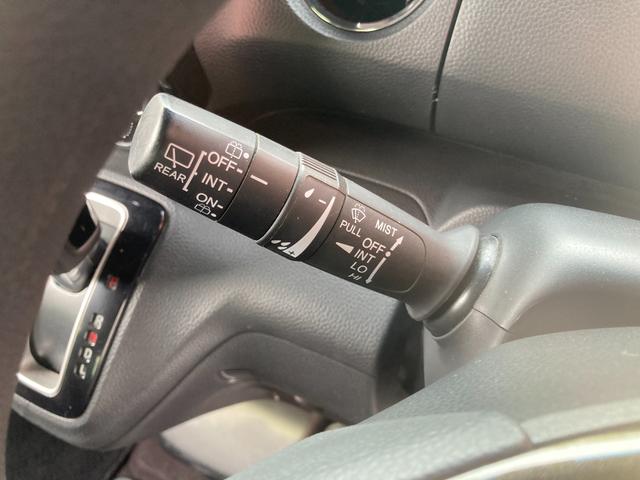 REAR
OFF
INT
ON
PULL
MIST
OFF
INT
LO
HI